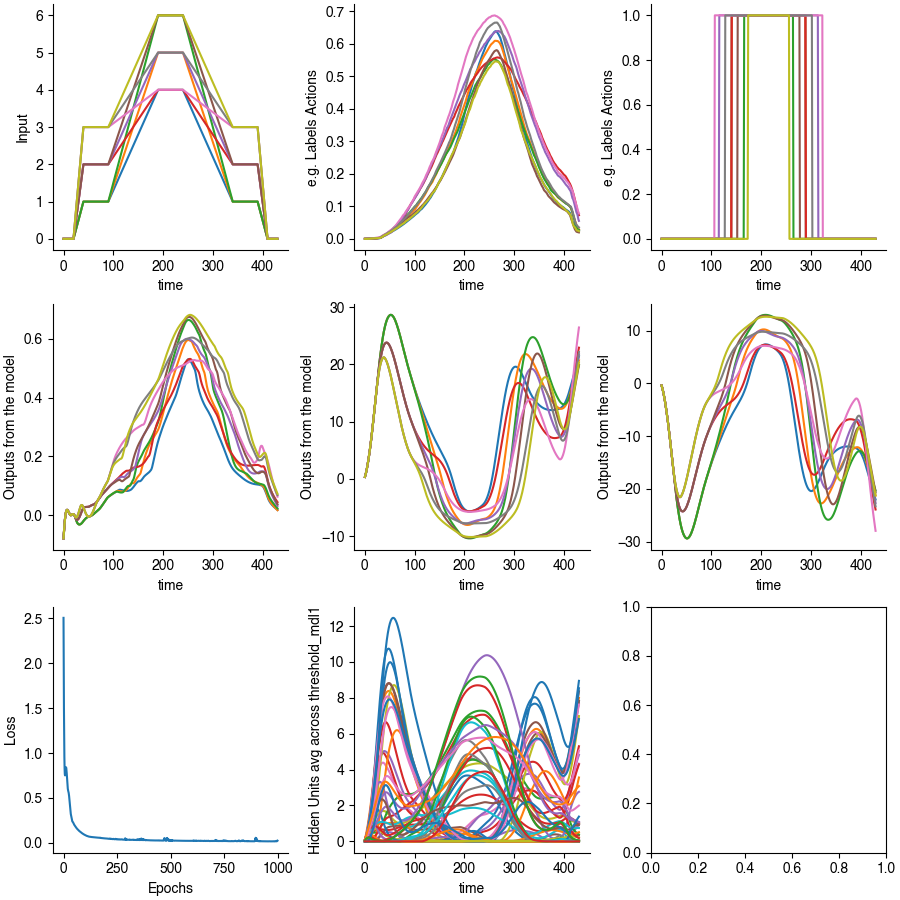 Input
6
5
4
3
2
1
0
0 100 200 300 400
time
e.g. Labels Actions
0.7
0.6
0.5
0.4
0.3
0.2
0.1
0.0
0 100 200 300 400
time
e.g. Labels Actions
1.0
0.8
0.6
0.4
0.2
0.0
0 100 200 300 400
time
Outputs from the model
0.6
0.4
0.2
0.0
0 100 200 300 400
time
Outputs from the model
30
20
10
0
−10
0 100 200 300 400
time
Outputs from the model
10
0
−10
−20
−30
0 100 200 300 400
time
Loss
2.5
2.0
1.5
1.0
0.5
0.0
0 250 500 750 1000
Epochs
Hidden Units avg across threshold_mdl1
12
10
8
6
4
2
0
0 100 200 300 400
time
1.0
0.8
0.6
0.4
0.2
0.0
0.0 0.2 0.4 0.6 0.8 1.0